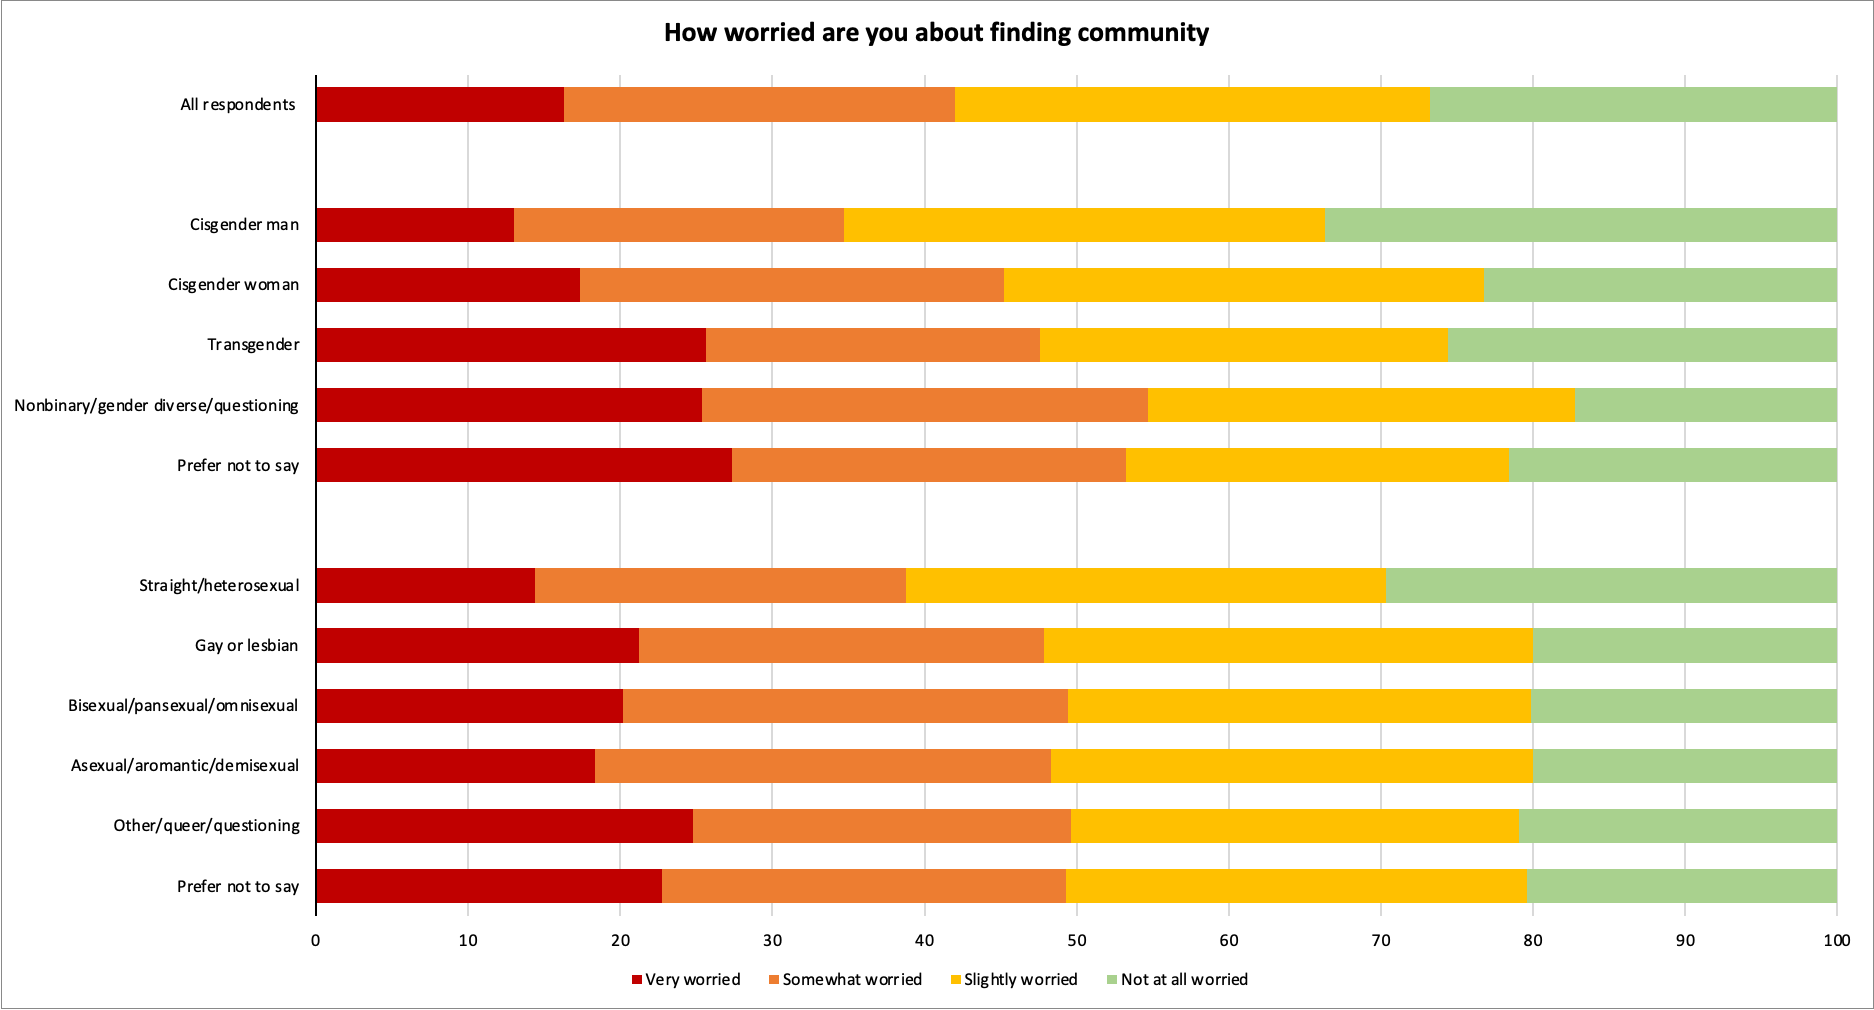 How worried are you about finding community
All respondents
Cisgender man
Cisgender woman
Transgender
Nonbinary/gender diverse/questioning
Prefer not to say
Straight/heterosexual
Gay or lesbian
Bisexual/pansexual/omnisexual
Asexual/aromantic/demisexual
Other/queer/questioning
Prefer not to say
0 10 20 30 40 50 60 70 80 90 100
Very worried Somewhat worried Slightly worried Not at all worried